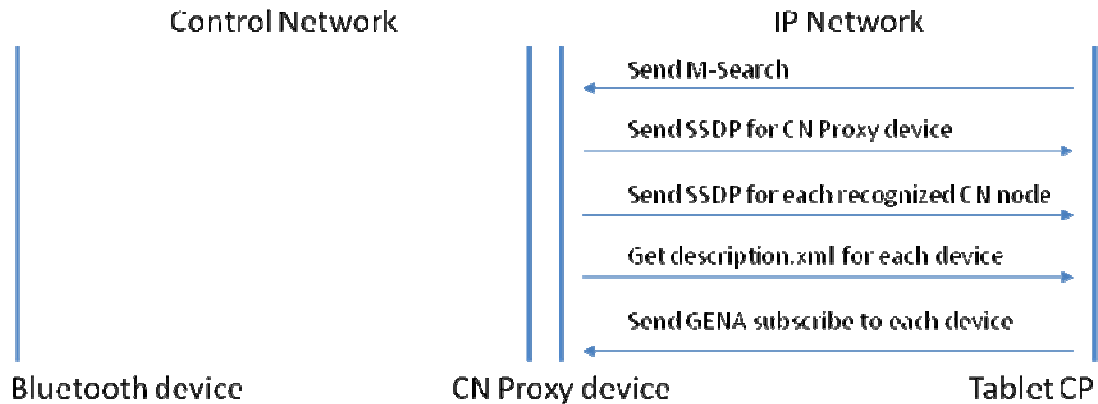 Control Network
IP Network
Send M-Search
Send SSDP for CN Proxy device
Send SSDP for each recognized CN node
Get description.xml for each device
Send GENA subscribe to each device
Bluetooth device
CN Proxy device
Tablet CP